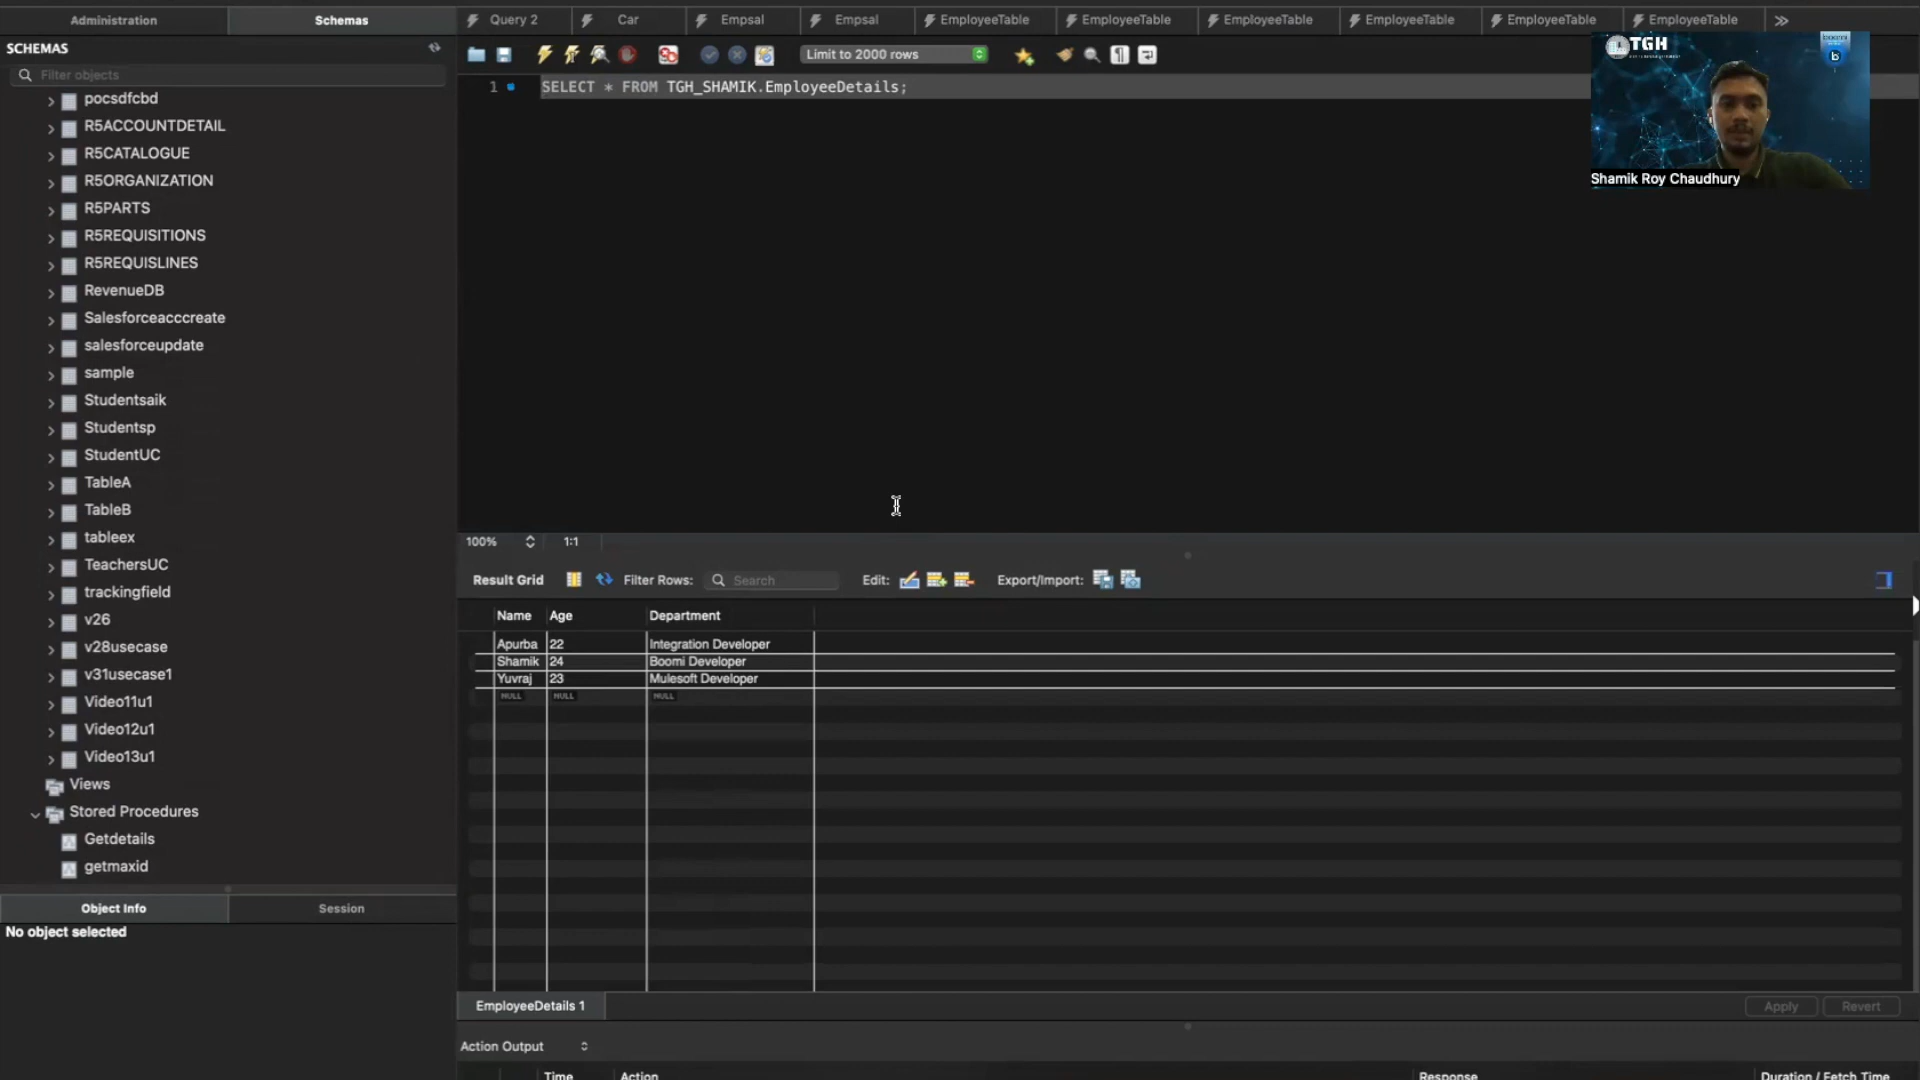 Administration
Schemas
Query 2
Car
Empsal
Empsal
EmployeeTable
EmployeeTable
EmployeeTable
EmployeeTable
EmployeeTable
EmployeeTable
SCHEMAS
Filter objects
Limit to 2000 rows
1
SELECT * FROM TGH_SHAMIK.EmployeeDetails;
TGH
boomi
b
Shamik Roy Chaudhury
pocsdfcbd
R5ACCOUNTDETAIL
R5CATALOGUE
R5ORGANIZATION
R5PARTS
R5REQUISITIONS
R5REQUISLINES
RevenueDB
Salesforceacccreate
salesforceupdate
sample
Studentsaik
Studentsp
StudentUC
TableA
TableB
tableex
TeachersUC
trackingfield
v26
v28usecase
v31usecase1
Video11u1
Video12u1
Video13u1
Views
Stored Procedures
Getdetails
getmaxid
Object Info
Session
No object selected
100%
1:1
Result Grid
Filter Rows:
Search
Edit:
Export/Import:
Name Age Department
Apurba 22 Integration Developer
Shamik 24 Boomi Developer
Yuvraj 23 Mulesoft Developer
NULL NULL NULL
EmployeeDetails 1
Apply
Revert
Action Output
Time Action Response Duration / Fetch Time